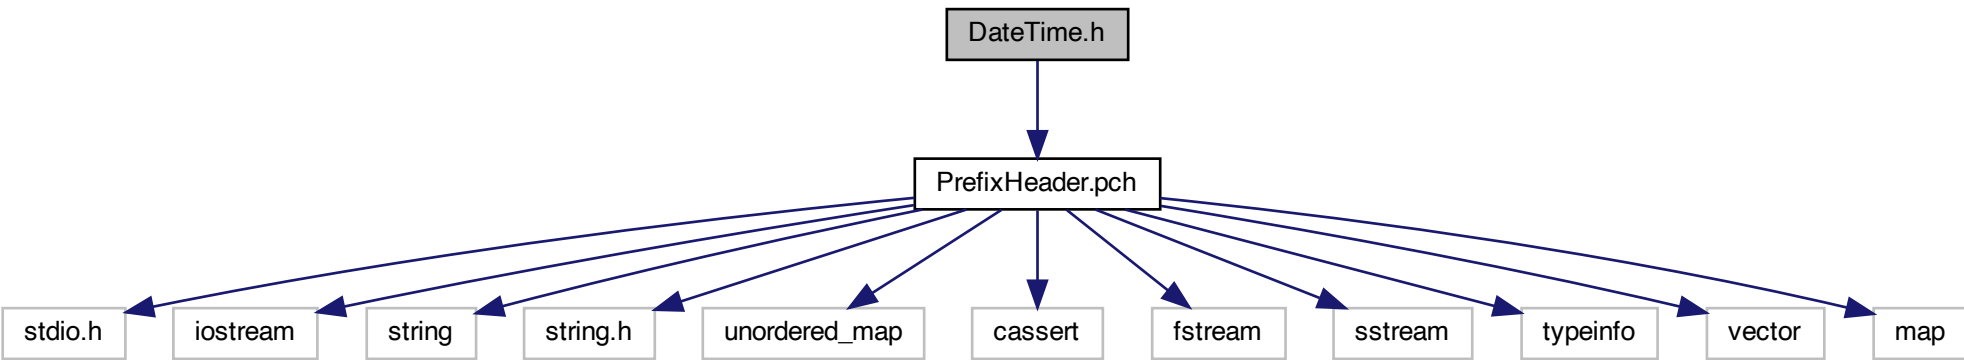 DateTime.h
PrefixHeader.pch
stdio.h
iostream
string
string.h
unordered_map
cassert
fstream
sstream
typeinfo
vector
map